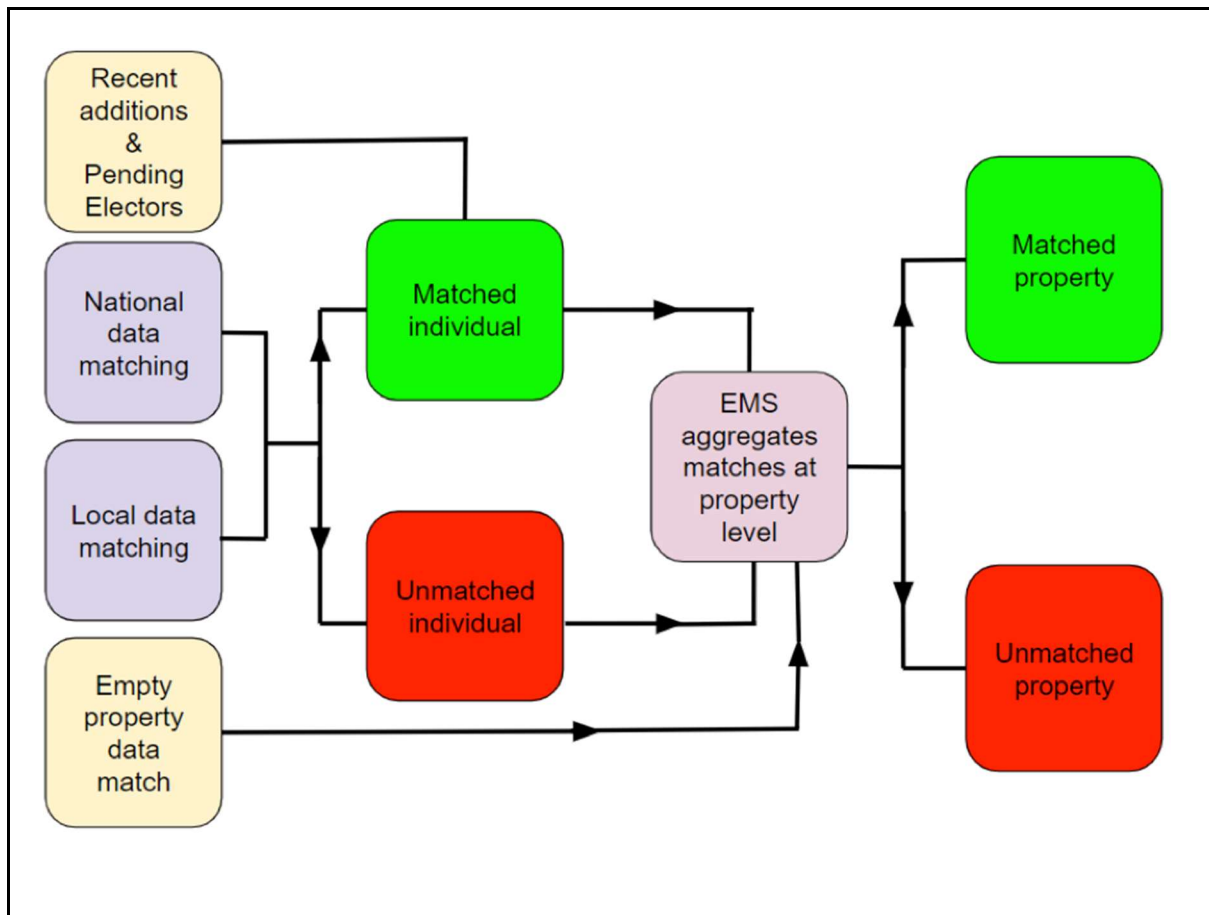 Recent
additions
&
Pending
Electors
National
data
matching
Local data
matching
Empty
property
data
match
Matched
individual
Unmatched
individual
EMS
aggregates
matches at
property
level
Matched
property
Unmatched
property